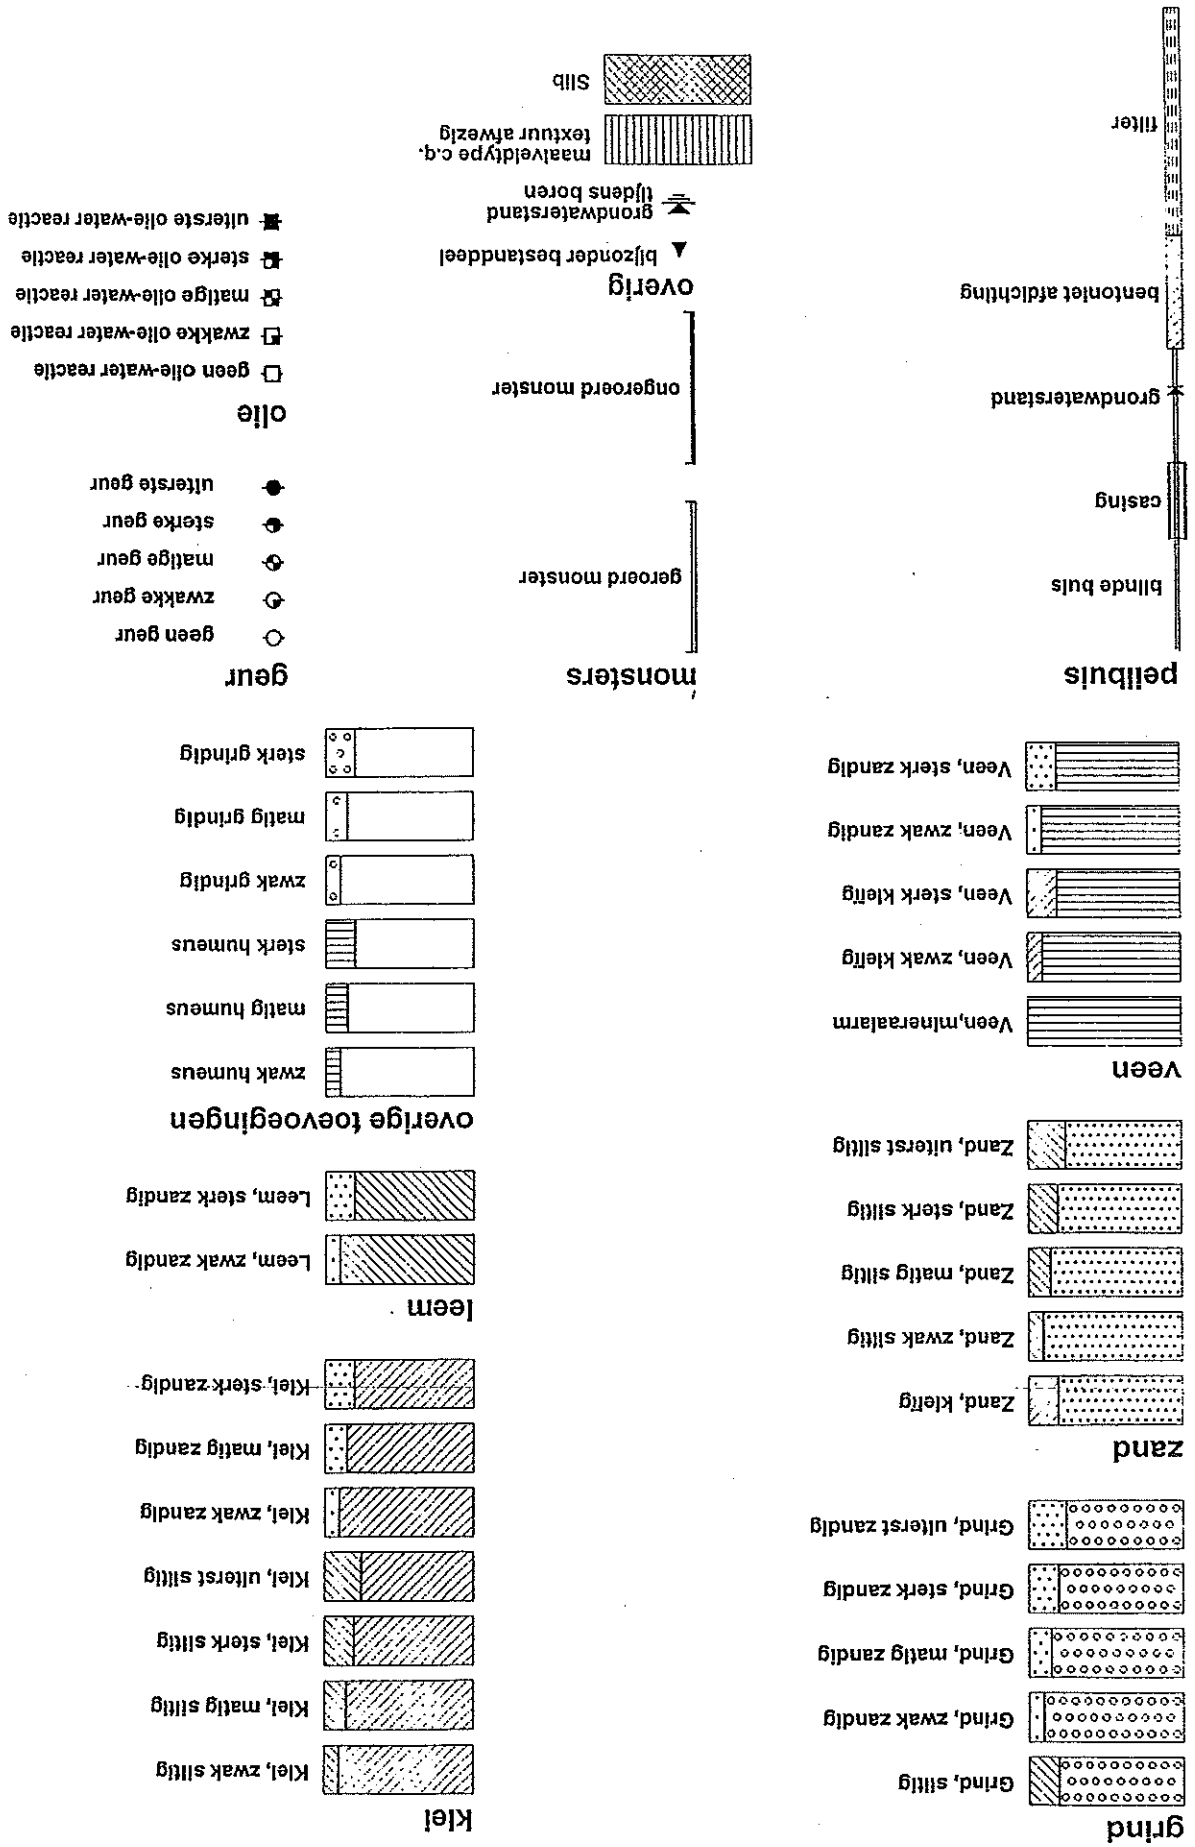 grind
Grind, siltig
Grind, zwak zandig
Grind, matig zandig
Grind, sterk zandig
Grind, uiterst zandig
zand
Zand, kleiïg
Zand, zwak siltig
Zand, matig siltig
Zand, sterk siltig
Zand, uiterst siltig
veen
Veen, mineraalarm
Veen, zwak kleiïg
Veen, sterk kleiïg
Veen, zwak zandig
Veen, sterk zandig
peilbuis
blinde buis
casing
grondwaterstand
bentoniet afdichting
filter
klei
Klei, zwak siltig
Klei, matig siltig
Klei, sterk siltig
Klei, uiterst siltig
Klei, zwak zandig
Klei, matig zandig
Klei, sterk zandig
leem
Leem, zwak zandig
Leem, sterk zandig
overige toevoegingen
zwak humeus
matig humeus
sterk humeus
zwak grindig
matig grindig
sterk grindig
monsters
geroerd monster
ongeroerd monster
overig
bijzonder bestanddeel
grondwaterstand
tijdens boren
maaiveldtype c.q.
textuur afwezig
Slib
geur
geen geur
zwakke geur
matige geur
sterke geur
uiterste geur
olie
geen olie-water reactie
zwakke olie-water reactie
matige olie-water reactie
sterke olie-water reactie
uiterste olie-water reactie